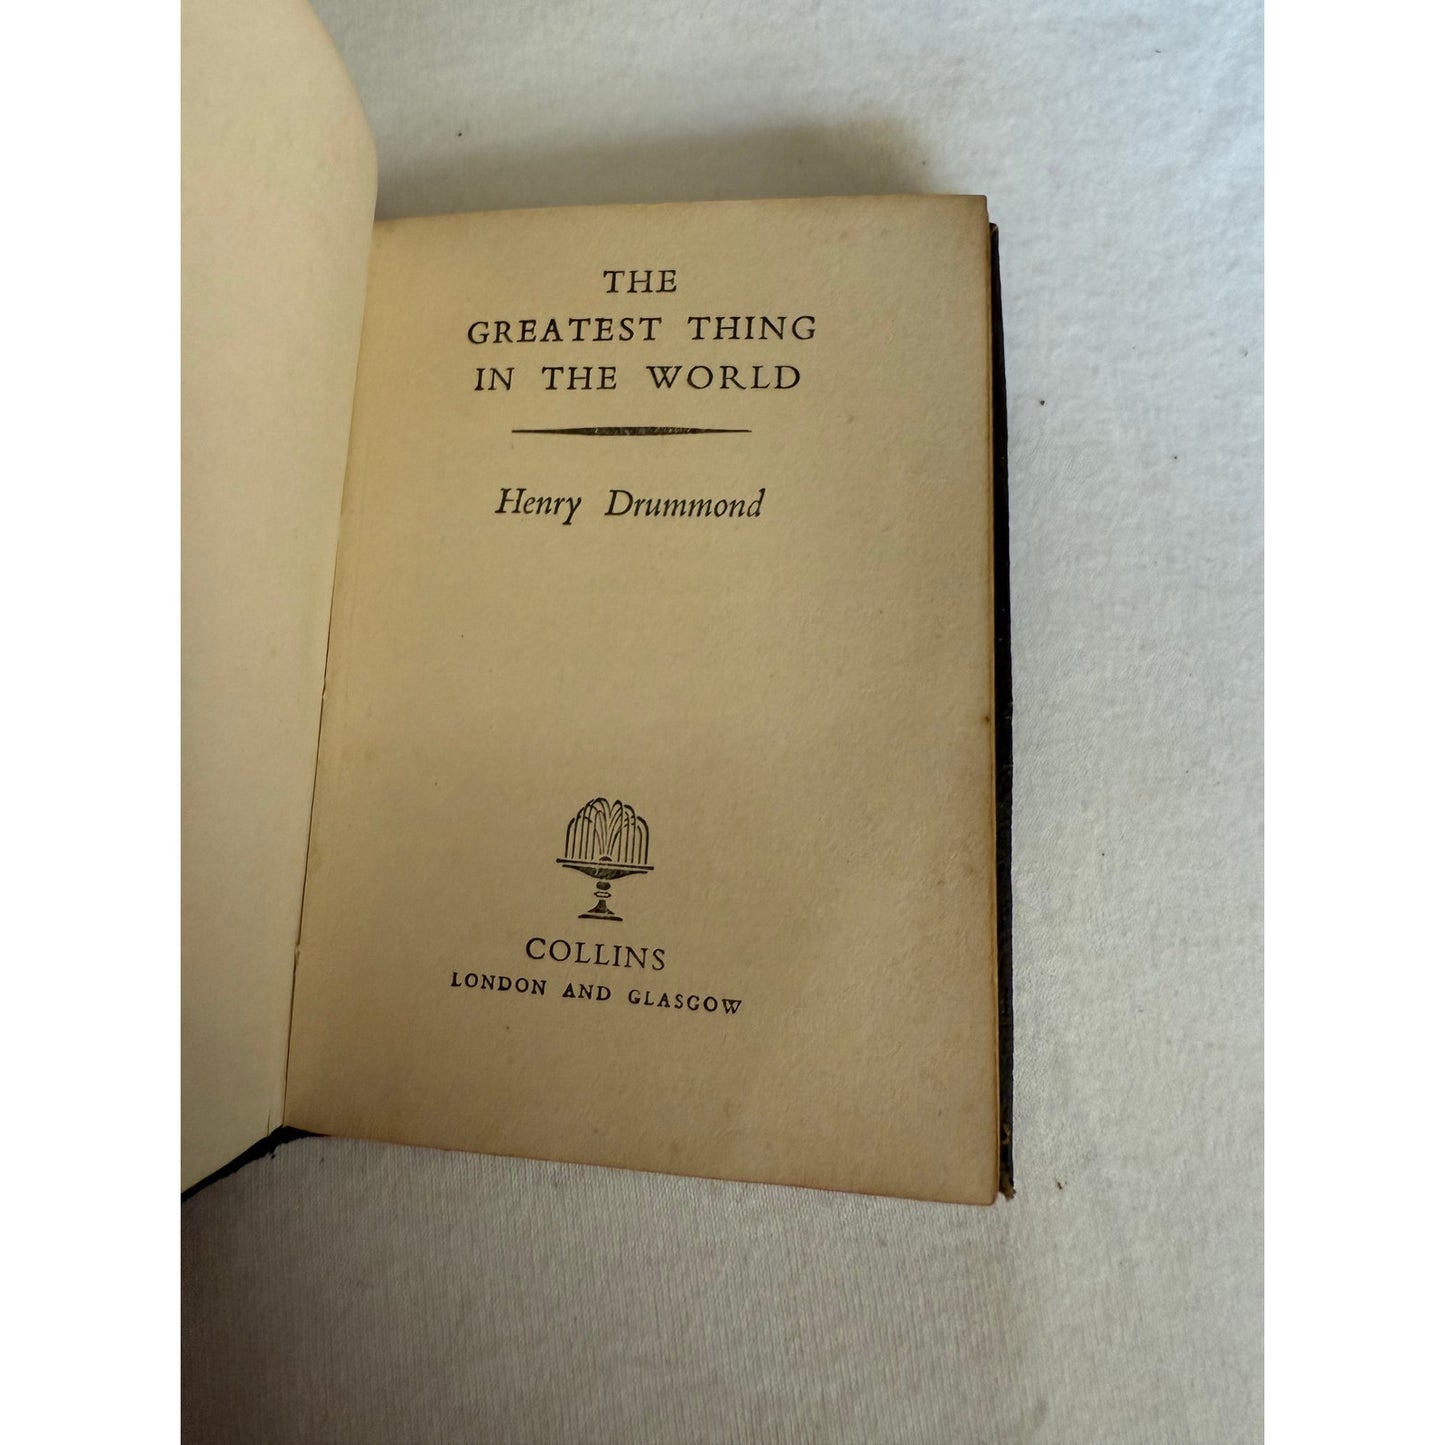 THE
GREATEST THING
IN THE WORLD
Henry Drummond
COLLINS
LONDON AND GLASGOW